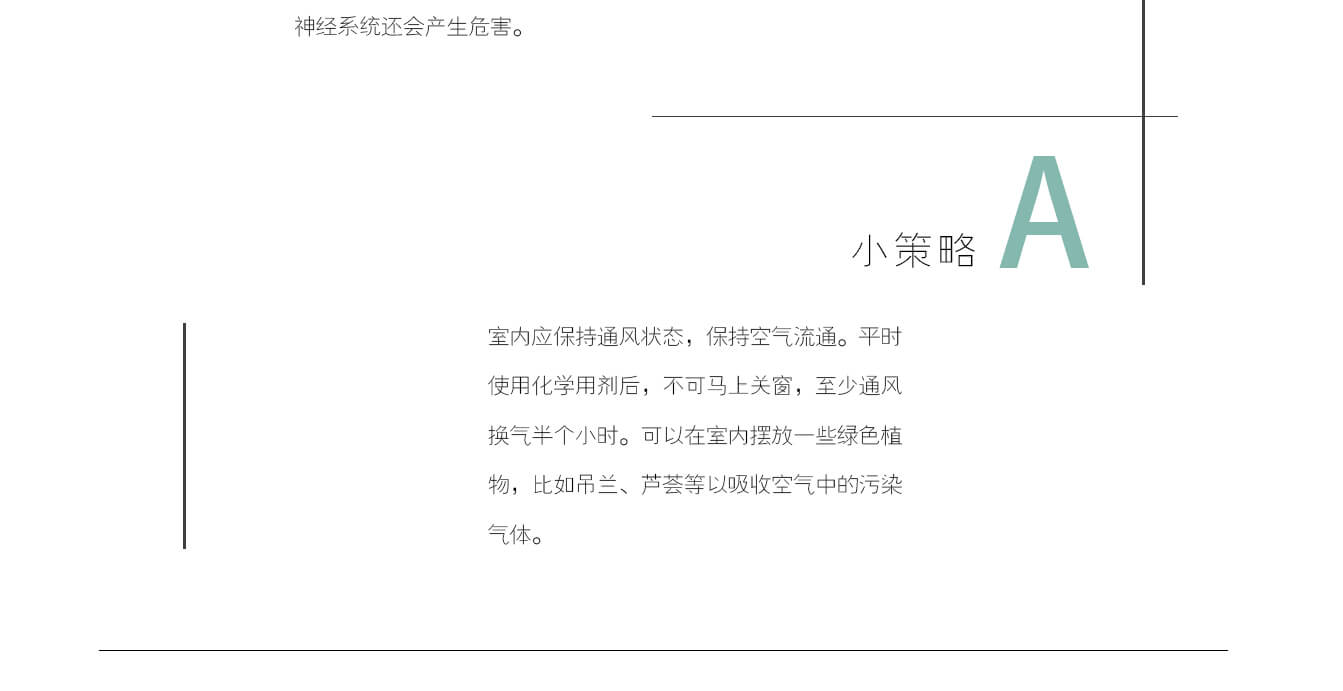 神经系统还会产生危害。
小策略 A
室内应保持通风状态，保持空气流通。平时
使用化学用剂后，不可马上关窗，至少通风
换气半个小时。可以在室内摆放一些绿色植
物，比如吊兰、芦荟等以吸收空气中的污染
气体。